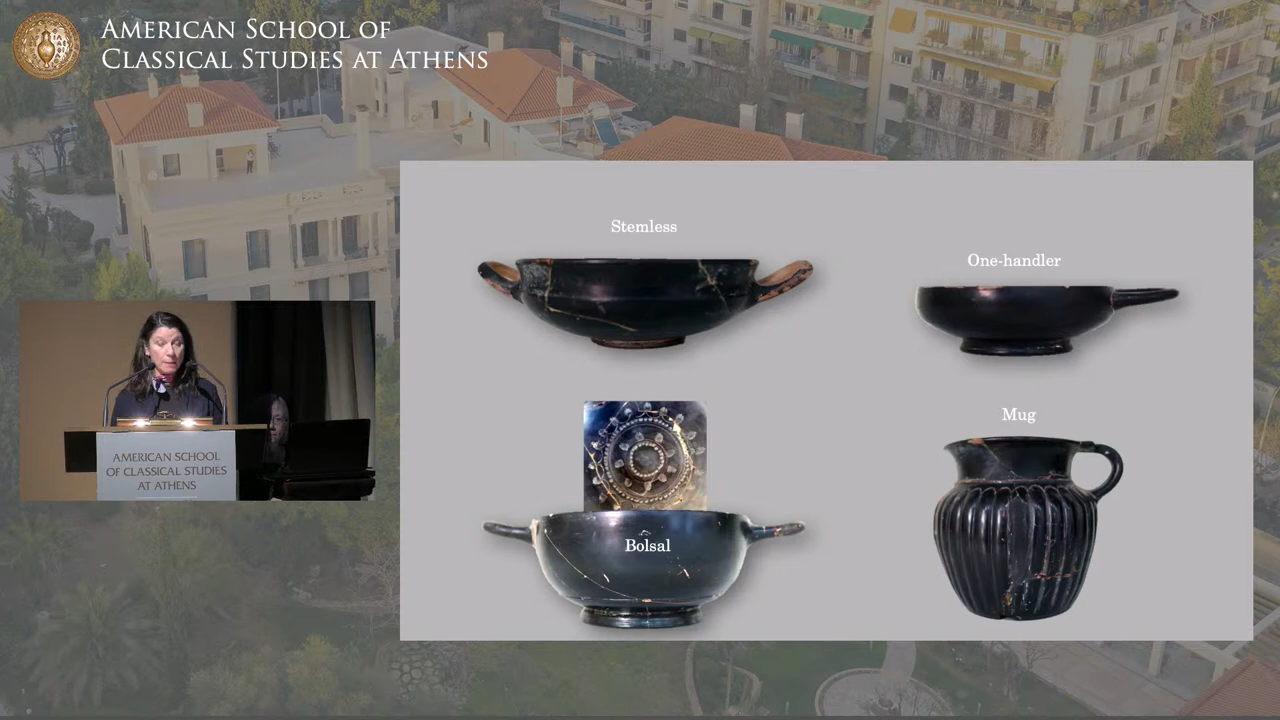 AMERICAN SCHOOL OF
CLASSICAL STUDIES AT ATHENS
Stemless
One-handler
Mug
Bolsal
AMERICAN SCHOOL
OF CLASSICAL STUDIES
AT ATHENS